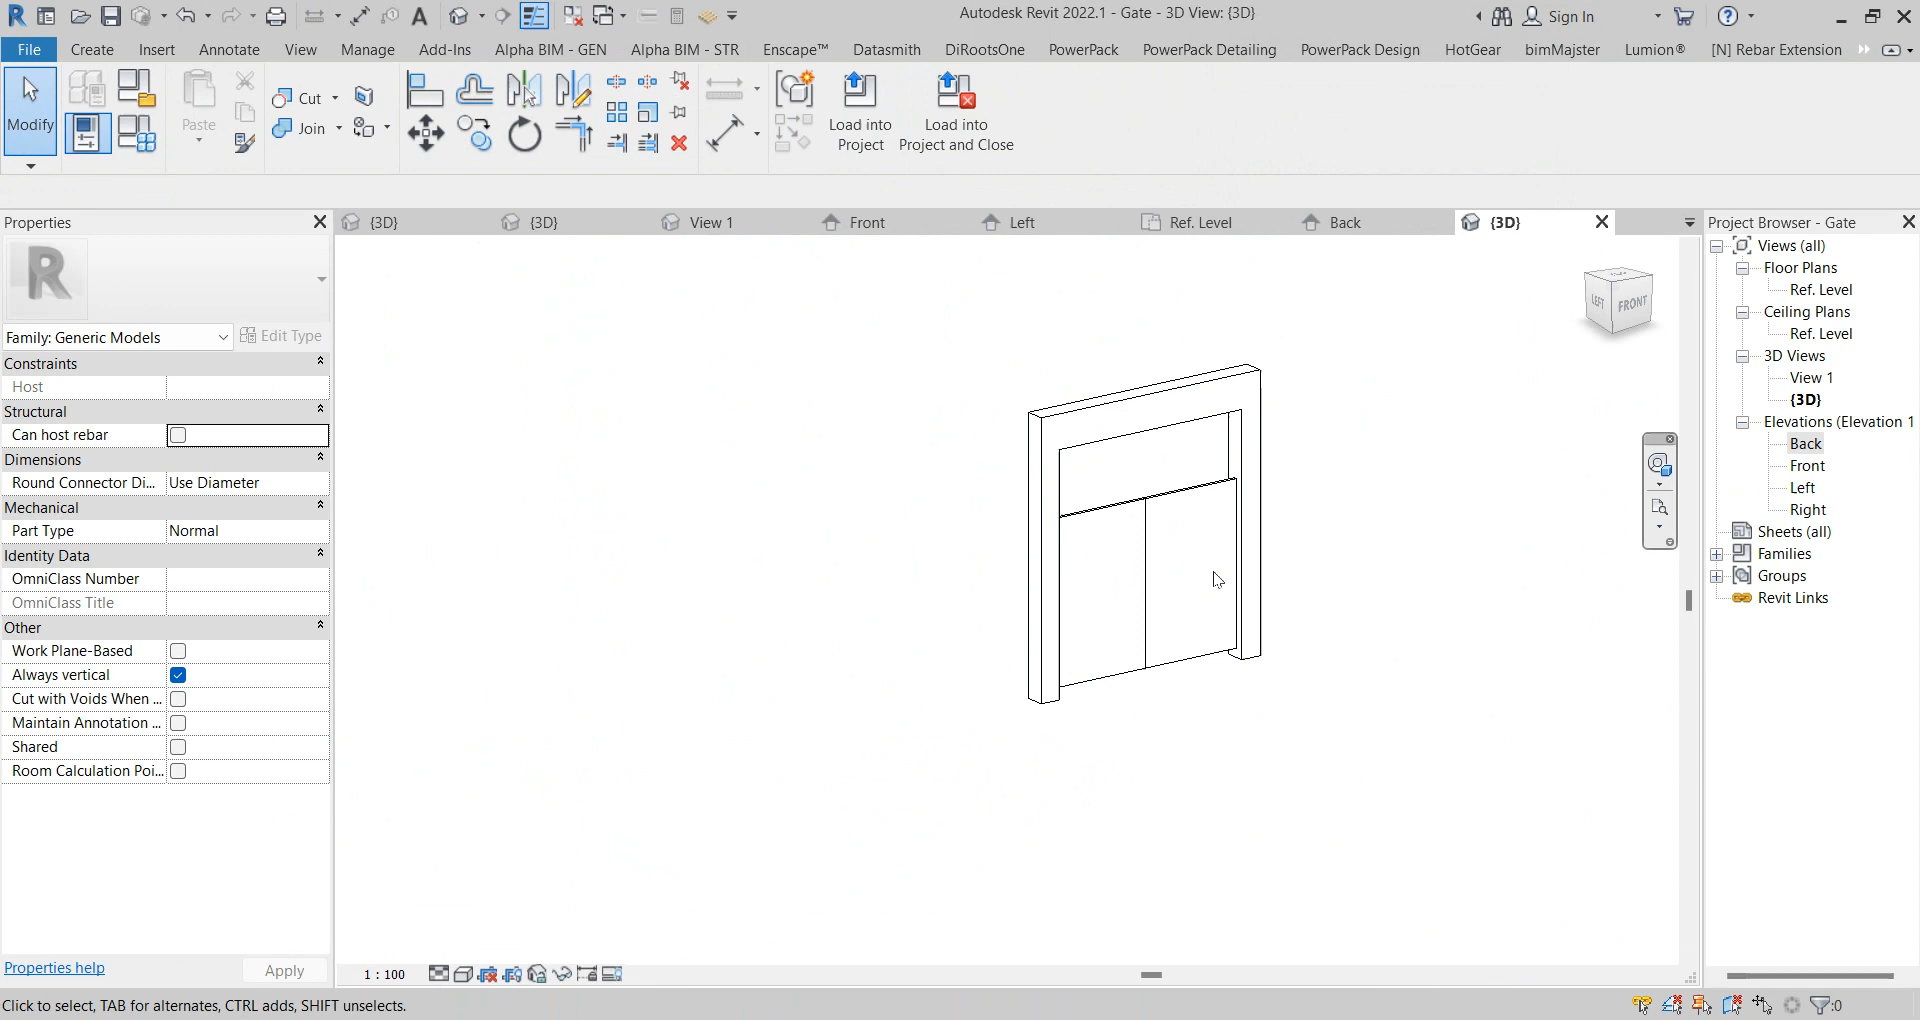 Autodesk Revit 2022.1 - Gate - 3D View: {3D}
Sign In
File Create Insert Annotate View Manage Add-Ins Alpha BIM - GEN Alpha BIM - STR Enscape™ Datasmith DiRootsOne PowerPack PowerPack Detailing PowerPack Design HotGear bimMajster Lumion® [N] Rebar Extension
Modify
Paste
Cut
Join
Load into
Project
Load into
Project and Close
Properties
{3D} {3D} View 1 Front Left Ref. Level Back {3D}
Project Browser - Gate
Family: Generic Models
Edit Type
Constraints
Host
Structural
Can host rebar
Dimensions
Round Connector Di... Use Diameter
Mechanical
Part Type Normal
Identity Data
OmniClass Number
OmniClass Title
Other
Work Plane-Based
Always vertical
Cut with Voids When ...
Maintain Annotation ...
Shared
Room Calculation Poi...
Properties help
Apply
LEFT FRONT
Views (all)
Floor Plans
Ref. Level
Ceiling Plans
Ref. Level
3D Views
View 1
{3D}
Elevations (Elevation 1
Back
Front
Left
Right
Sheets (all)
Families
Groups
Revit Links
1 : 100
Click to select, TAB for alternates, CTRL adds, SHIFT unselects.
:0